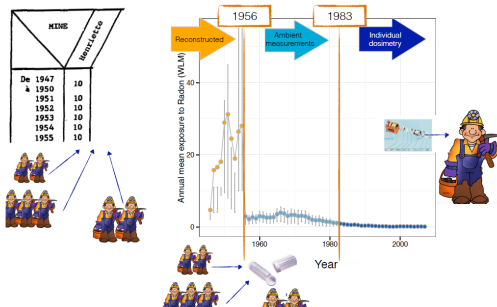 MINE
Henriette
De 1947
à 1950 10
1951 10
1952 10
1953 10
1954 10
1955 10
1956
1983
Reconstructed
Ambient
measurements
Individual
dosimetry
Annual mean exposure to Radon (WLM)
40
20
0
1960
1980
2000
Year